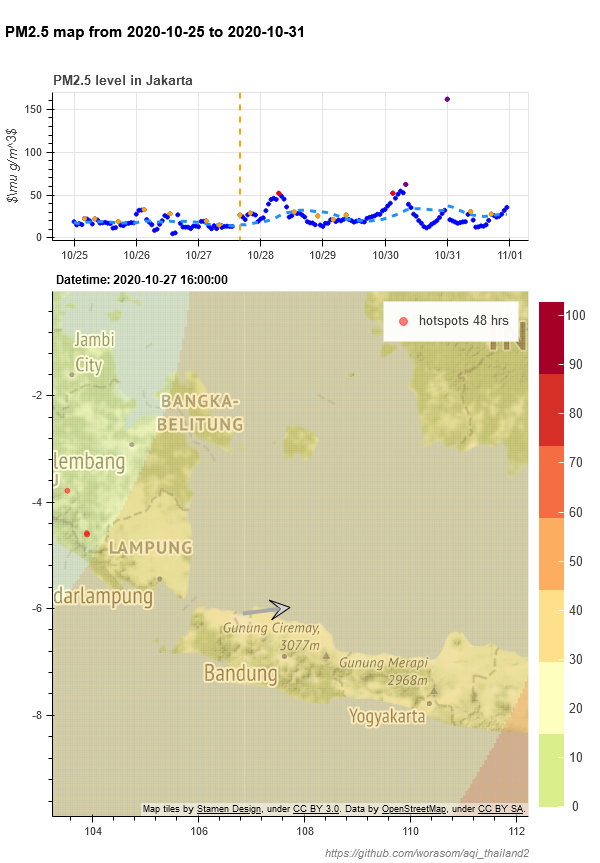 PM2.5 map from 2020-10-25 to 2020-10-31
PM2.5 level in Jakarta
$\mu g/m^3$
150
100
50
0
10/25
10/26
10/27
10/28
10/29
10/30
10/31
11/01
Datetime: 2020-10-27 16:00:00
hotspots 48 hrs
IN
Jambi
City
BANGKA-
BELITUNG
lembang
LAMPUNG
darlampung
Gunung Ciremay,
3077m
Bandung
Gunung Merapi
2968m
Yogyakarta
-2
-4
-6
-8
104
106
108
110
112
100
90
80
70
60
50
40
30
20
10
0
Map tiles by Stamen Design, under CC BY 3.0. Data by OpenStreetMap, under CC BY SA.
https://github.com/worasom/aqi_thailand2